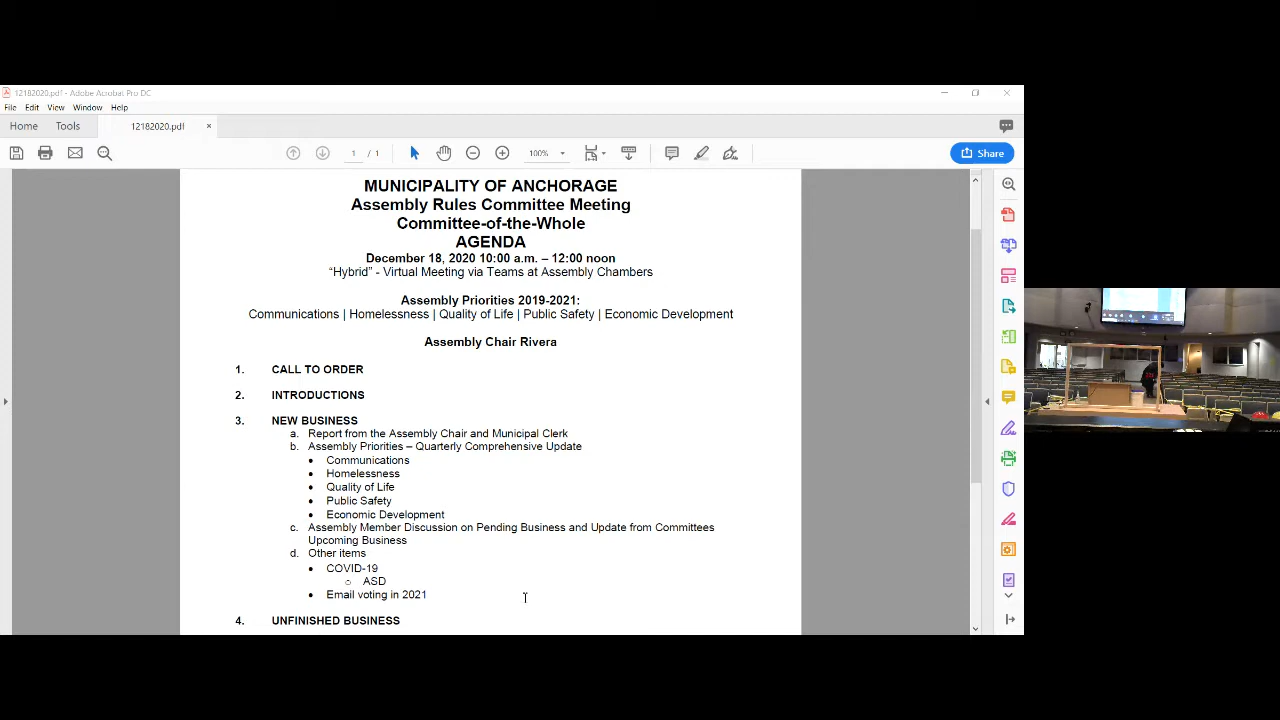 12182020.pdf - Adobe Acrobat Pro DC
File Edit View Window Help
Home Tools 12182020.pdf ×
1 / 1 100% Share
MUNICIPALITY OF ANCHORAGE
Assembly Rules Committee Meeting
Committee-of-the-Whole
AGENDA
December 18, 2020 10:00 a.m. – 12:00 noon
“Hybrid” - Virtual Meeting via Teams at Assembly Chambers
Assembly Priorities 2019-2021:
Communications | Homelessness | Quality of Life | Public Safety | Economic Development
Assembly Chair Rivera
1. CALL TO ORDER
2. INTRODUCTIONS
3. NEW BUSINESS
a. Report from the Assembly Chair and Municipal Clerk
b. Assembly Priorities – Quarterly Comprehensive Update
• Communications
• Homelessness
• Quality of Life
• Public Safety
• Economic Development
c. Assembly Member Discussion on Pending Business and Update from Committees
Upcoming Business
d. Other items
• COVID-19
o ASD
• Email voting in 2021
4. UNFINISHED BUSINESS